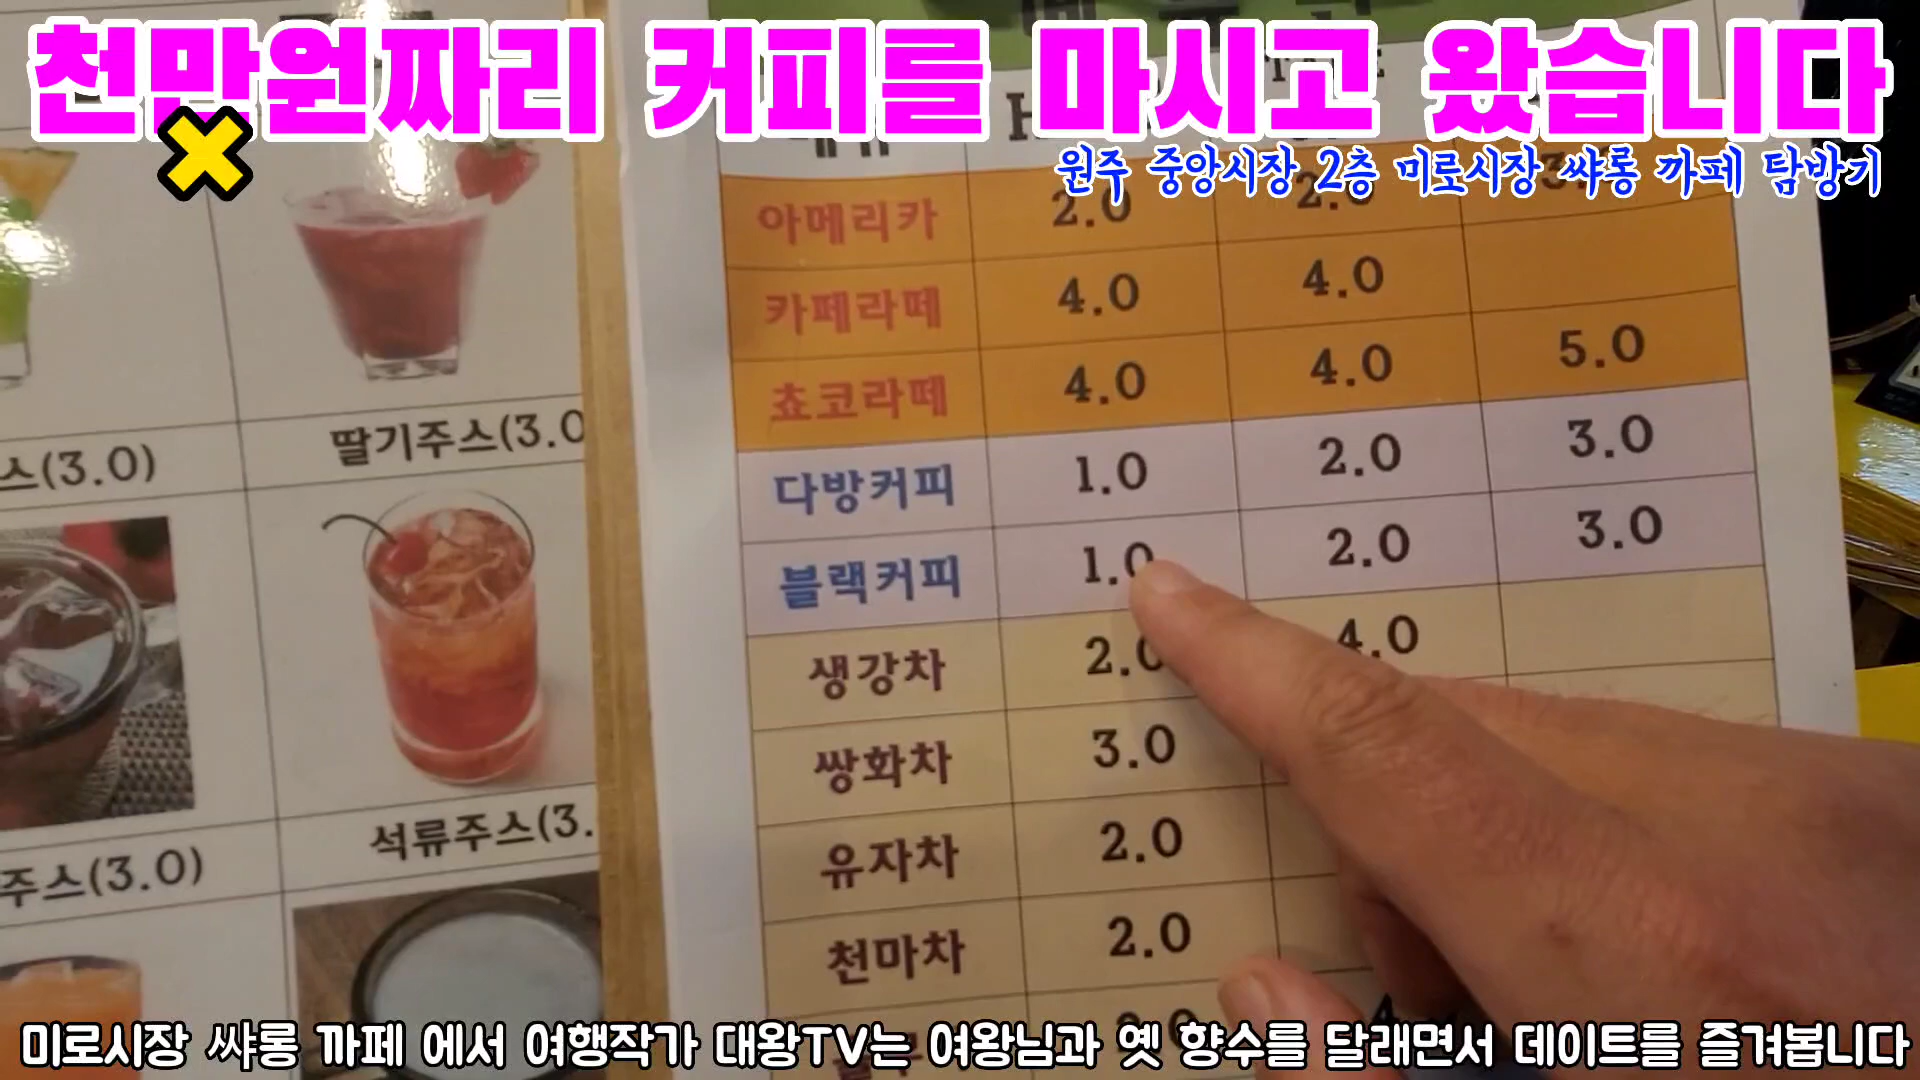 천만원짜리 커피를 마시고 왔습니다
원주 중앙시장 2층 미로시장 쌰롱 까페 탐방기
아메리카 2.0 2.0
카페라떼 4.0 4.0
쵸코라떼 4.0 4.0 5.0
다방커피 1.0 2.0 3.0
블랙커피 1.0 2.0 3.0
생강차 2.0 4.0
쌍화차 3.0
유자차 2.0
천마차 2.0
스(3.0) 딸기주스(3.0
주스(3.0) 석류주스(3.
미로시장 쌰롱 까페 에서 여행작가 대왕TV는 여왕님과 옛 향수를 달래면서 데이트를 즐겨봅니다